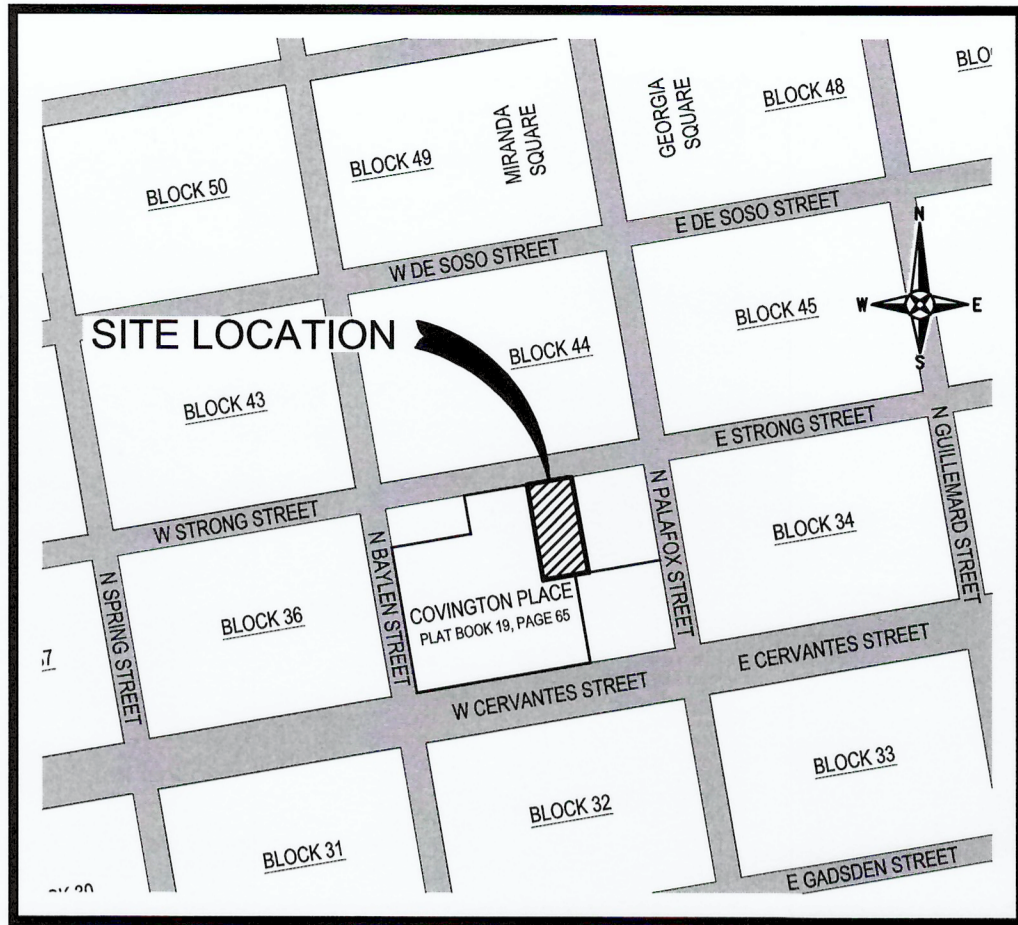 BLOCK 48
BLOCK 49
MIRANDA
SQUARE
GEORGIA
SQUARE
BLOCK 50
E DE SOSO STREET
W DE SOSO STREET
N
W
E
S
SITE LOCATION
BLOCK 44
BLOCK 45
BLOCK 43
E STRONG STREET
W STRONG STREET
N GUILLEMARD STREET
N PALAFOX STREET
N BAYLEN STREET
N SPRING STREET
BLOCK 34
BLOCK 36
COVINGTON PLACE
PLAT BOOK 19, PAGE 65
E CERVANTES STREET
W CERVANTES STREET
BLOCK 33
BLOCK 32
BLOCK 31
E GADSDEN STREET